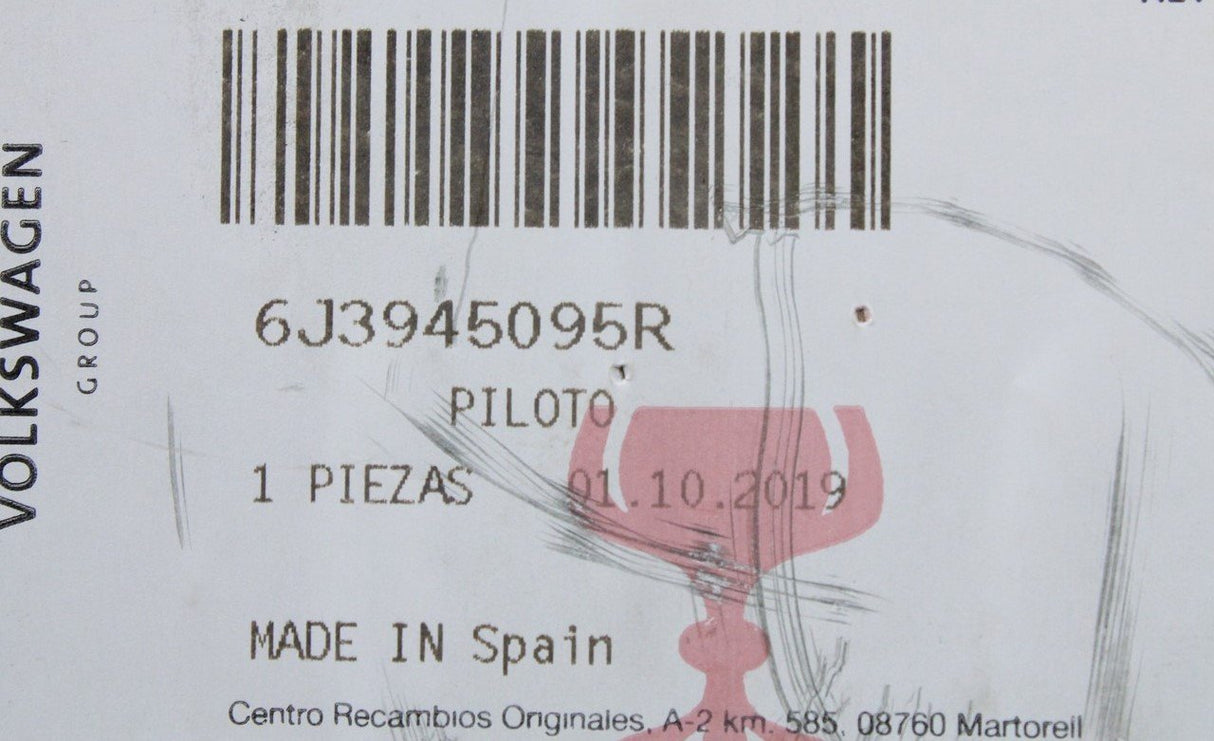 VOLKSWAGEN
GROUP
6J3945095R
PILOTO
1 PIEZAS 01.10.2019
MADE IN Spain
Centro Recambios Originales, A-2 km. 585, 08760 Martorell